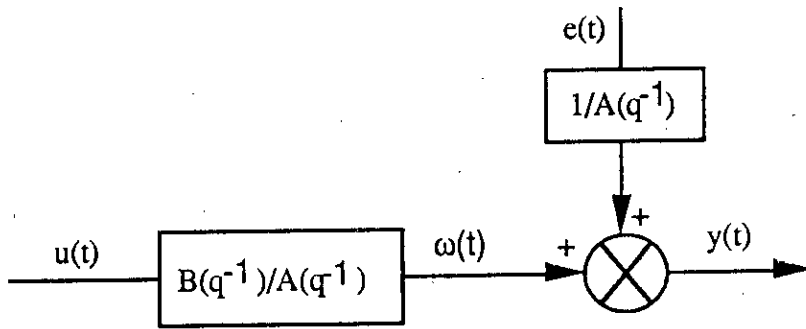 e(t)
1/A(q⁻¹)
+
u(t)
B(q⁻¹)/A(q⁻¹)
ω(t)
+
y(t)